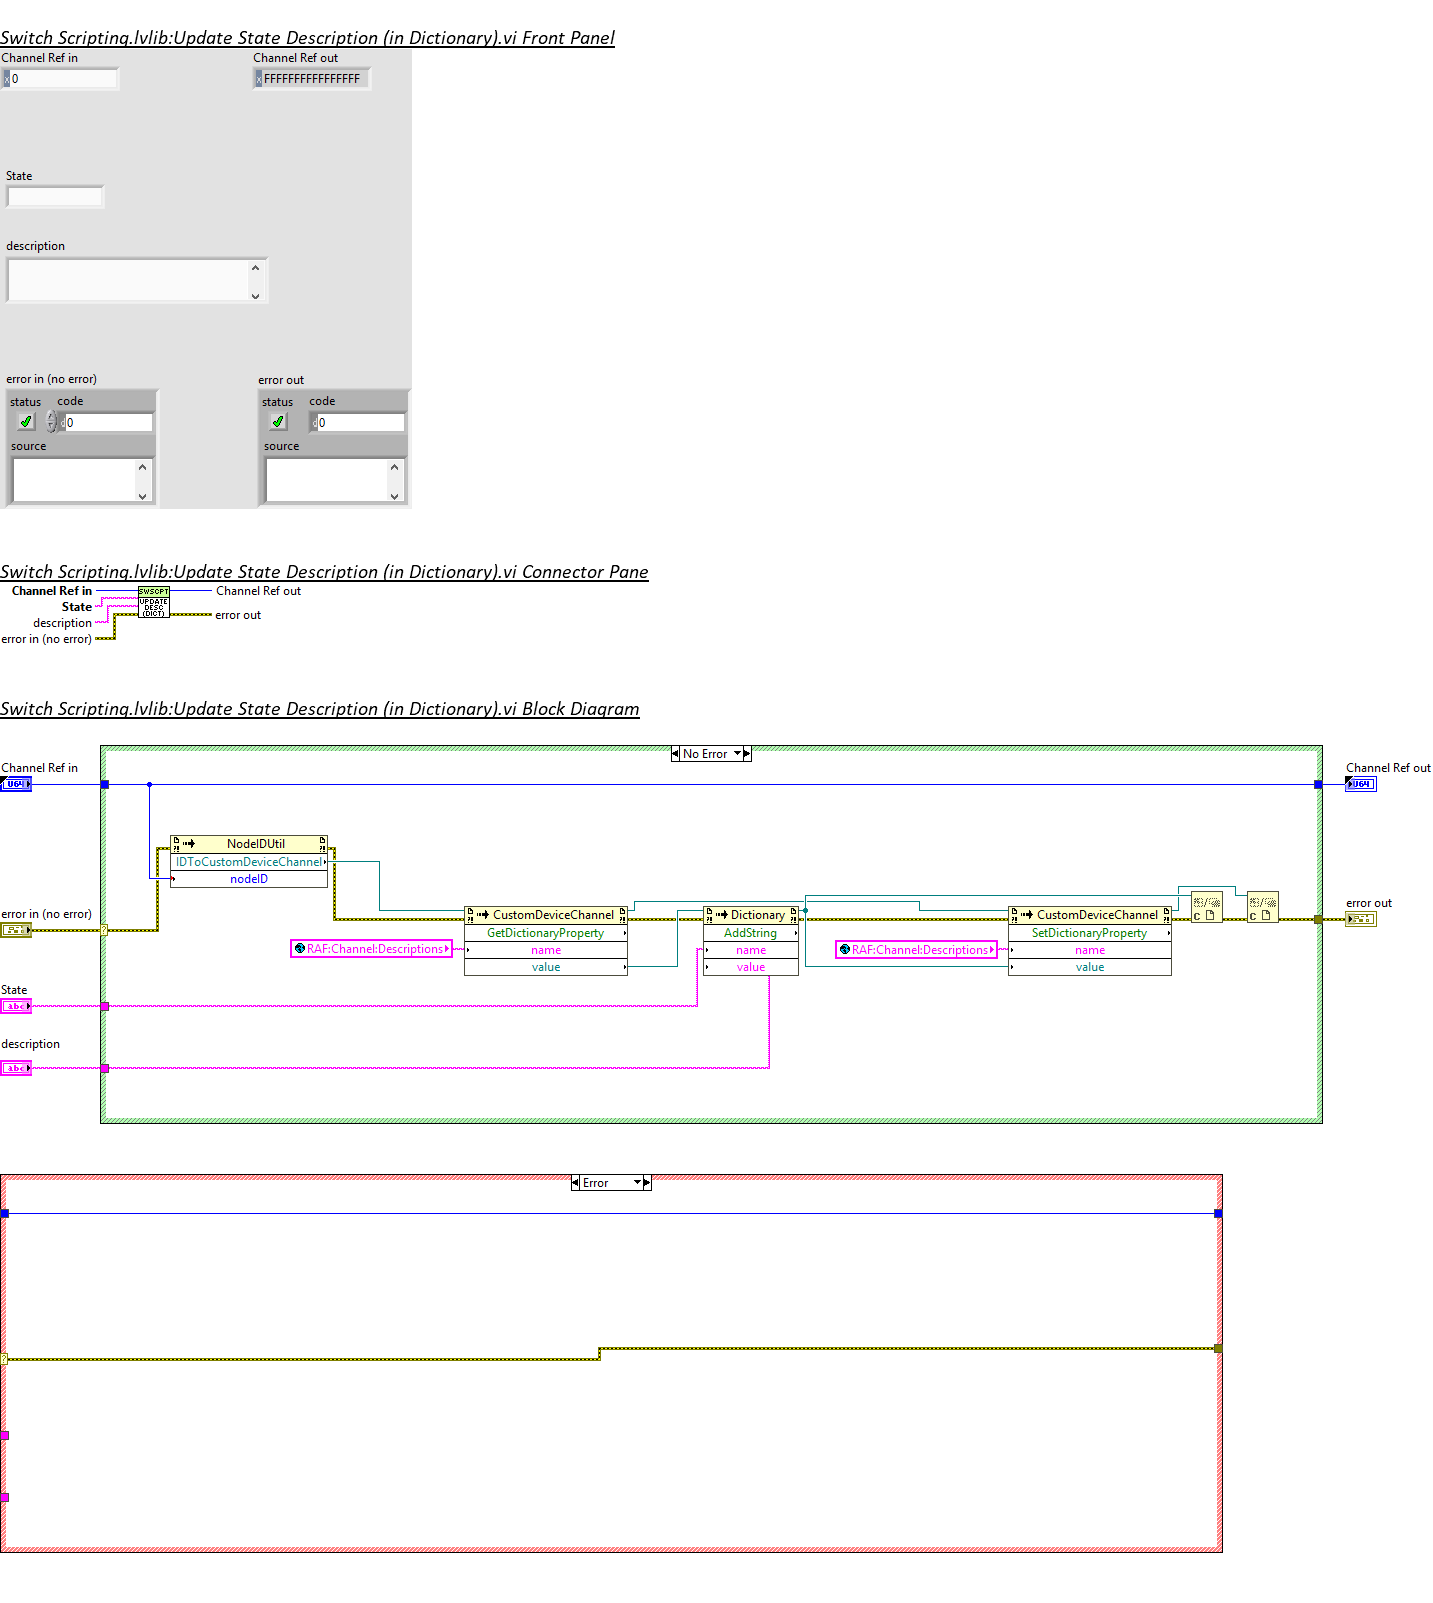 Switch Scripting.lvlib:Update State Description (in Dictionary).vi Front Panel
Channel Ref in
Channel Ref out
x 0
x FFFFFFFFFFFFFFFF
State
description
error in (no error)
error out
status code
status code
d 0
d 0
source
source
Switch Scripting.lvlib:Update State Description (in Dictionary).vi Connector Pane
Channel Ref in
SWSCPT
Channel Ref out
State
UPDATE
DESC
(DICT)
error out
description
error in (no error)
Switch Scripting.lvlib:Update State Description (in Dictionary).vi Block Diagram
No Error
Channel Ref in
Channel Ref out
U64
U64
NodeIDUtil
IDToCustomDeviceChannel
nodeID
error in (no error)
error out
?
CustomDeviceChannel
GetDictionaryProperty
name
value
RAF:Channel:Descriptions
Dictionary
AddString
name
value
RAF:Channel:Descriptions
CustomDeviceChannel
SetDictionaryProperty
name
value
C
C
State
abc
description
abc
Error
?